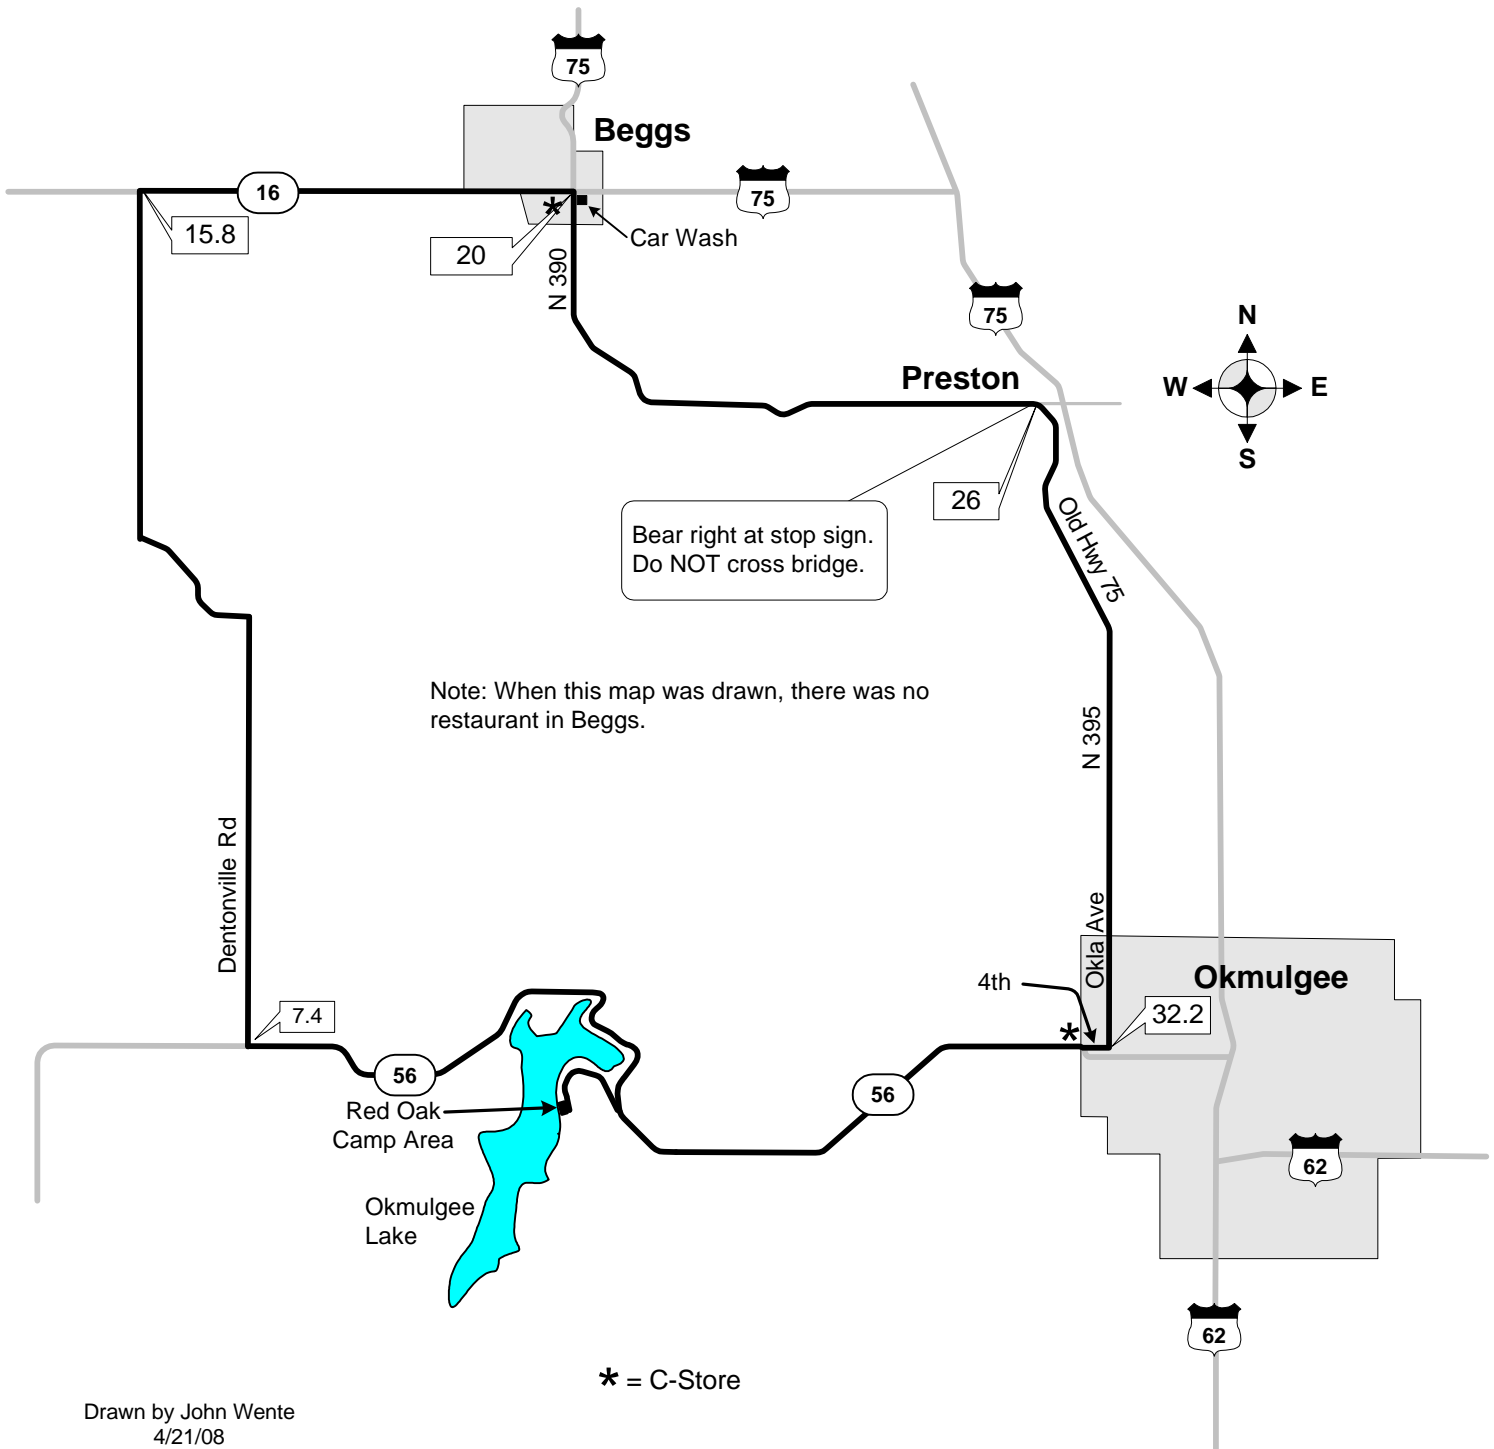 75
Beggs
16
75
15.8
20
Car Wash
N 390
75
N
W
E
S
Preston
26
Bear right at stop sign.
Do NOT cross bridge.
Old Hwy 75
Note: When this map was drawn, there was no
restaurant in Beggs.
N 395
Dentonville Rd
Okla Ave
4th
Okmulgee
7.4
32.2
*
56
56
Red Oak
Camp Area
62
Okmulgee
Lake
62
* = C-Store
Drawn by John Wente
4/21/08